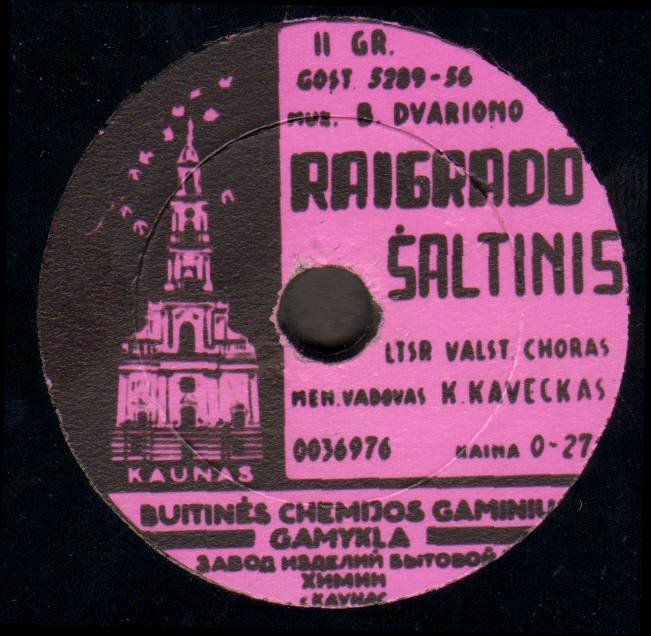 II GR.
GOST 5289-56
MUZ. B. DVARIONO
RAIGRADO
ŠALTINIS
LTSR VALST. CHORAS
MEN. VADOVAS K. KAVECKAS
0036976 KAINA 0-27
KAUNAS
BUITINĖS CHEMIJOS GAMINIŲ
GAMYKLA
ЗАВОД ИЗДЕЛИЙ БЫТОВОЙ
ХИМИИ
г. КАУНАС